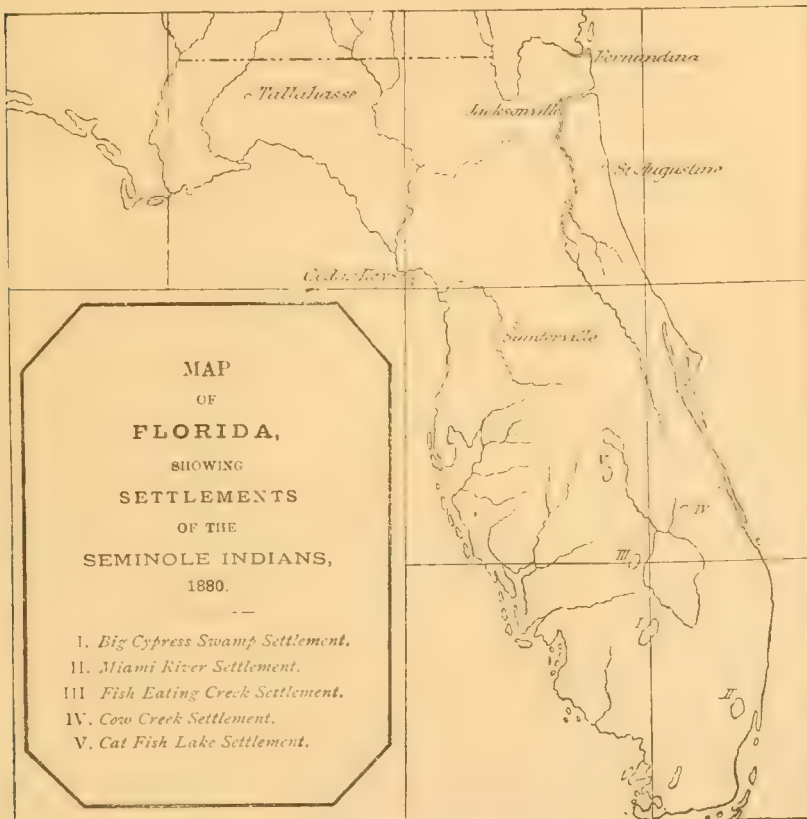 Fernandina
Tallahasse
Jacksonville
St Augustine
Cedar Keys
Sumterville
MAP
OF
FLORIDA,
SHOWING
SETTLEMENTS
OF THE
SEMINOLE INDIANS,
1880.
I. Big Cypress Swamp Settlement.
II. Miami River Settlement.
III Fish Eating Creek Settlement.
IV. Cow Creek Settlement.
V. Cat Fish Lake Settlement.
V
IV
III
I
II